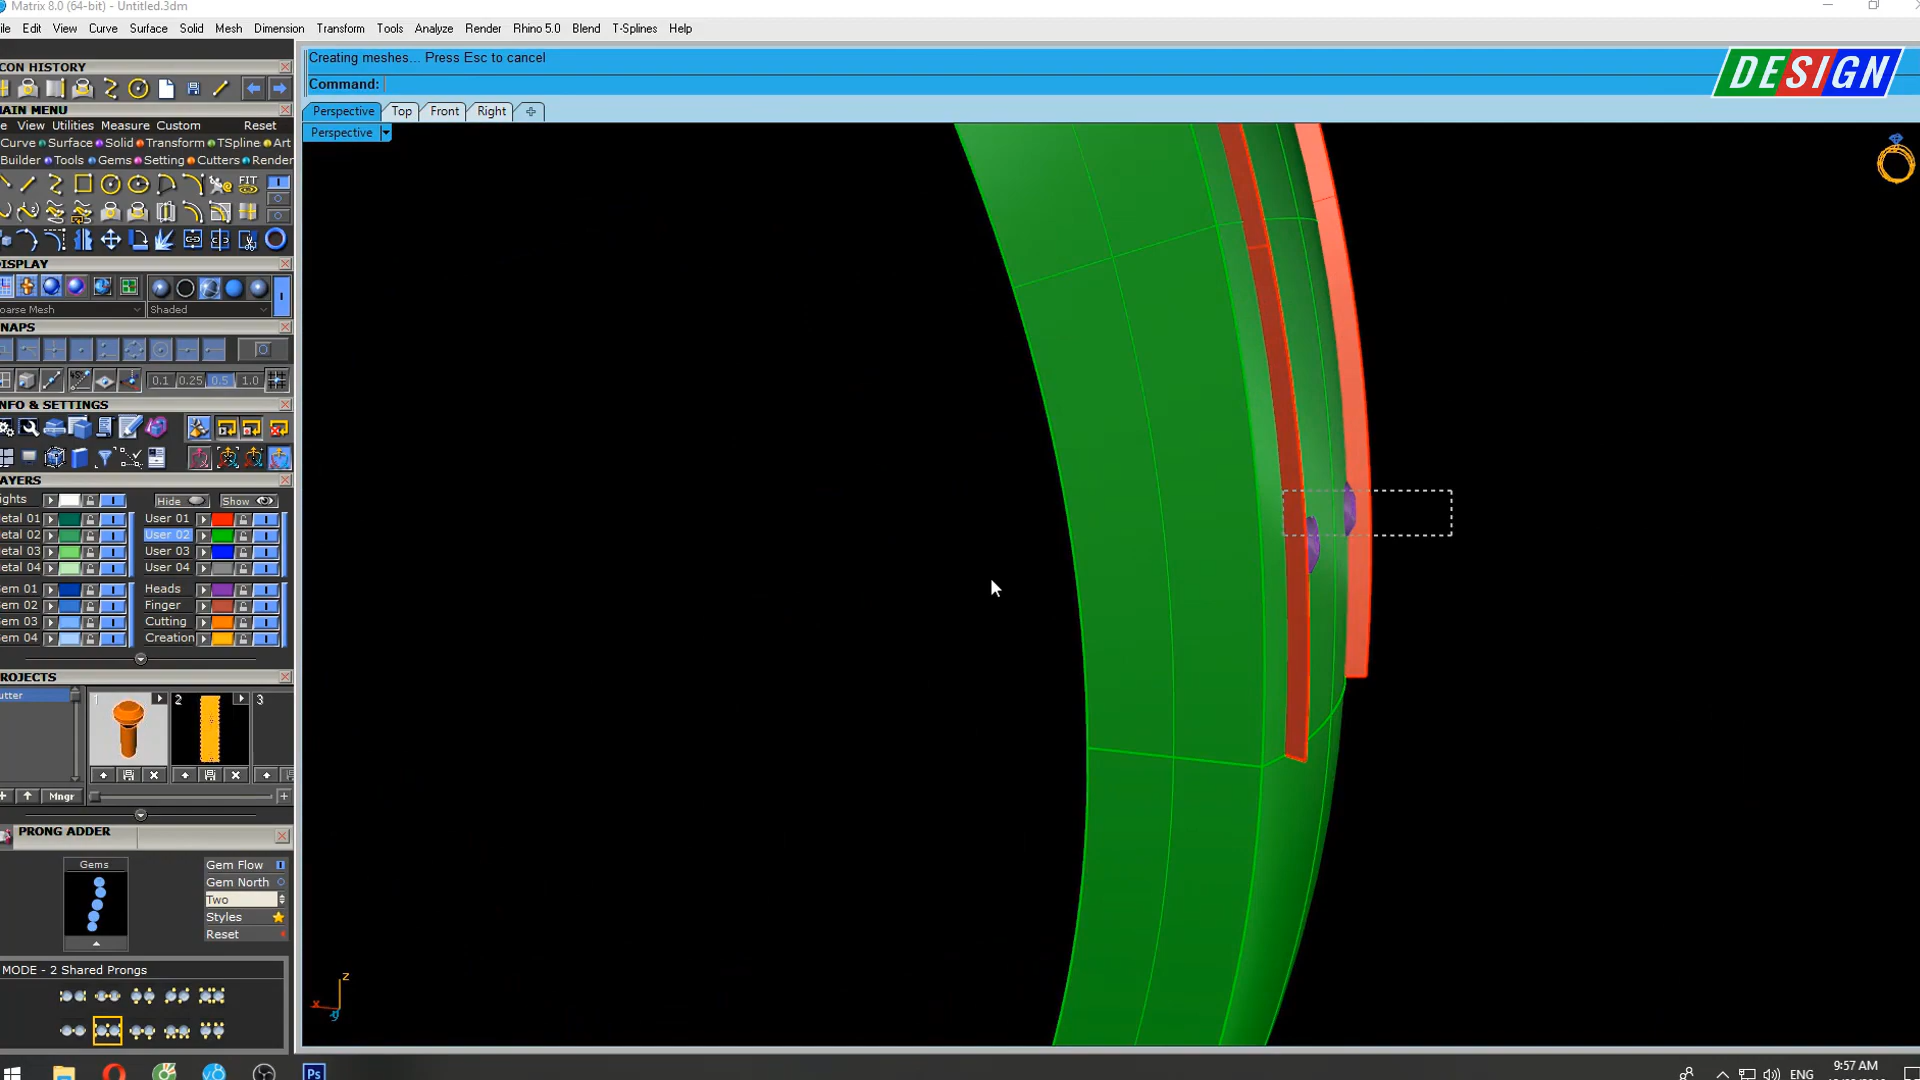 Matrix 8.0 (64-bit) - Untitled.3dm
ile Edit View Curve Surface Solid Mesh Dimension Transform Tools Analyze Render Rhino 5.0 Blend T-Splines Help
CON HISTORY
Creating meshes... Press Esc to cancel
Command:
DESIGN
AIN MENU
e View Utilities Measure Custom Reset
Perspective Top Front Right
Perspective
Curve Surface Solid Transform TSpline Art
Builder Tools Gems Setting Cutters Render
FIT
ISPLAY
oarse Mesh Shaded
NAPS
0.1 0.25 0.5 1.0
NFO & SETTINGS
AYERS
ights Hide Show
etal 01 User 01
etal 02 User 02
etal 03 User 03
etal 04 User 04
em 01 Heads
em 02 Finger
em 03 Cutting
em 04 Creation
ROJECTS
utter 1 2 3
Mngr
PRONG ADDER
Gems Gem Flow
Gem North
Two
Styles
Reset
MODE - 2 Shared Prongs
z
x
y
Ps
ENG
9:57 AM